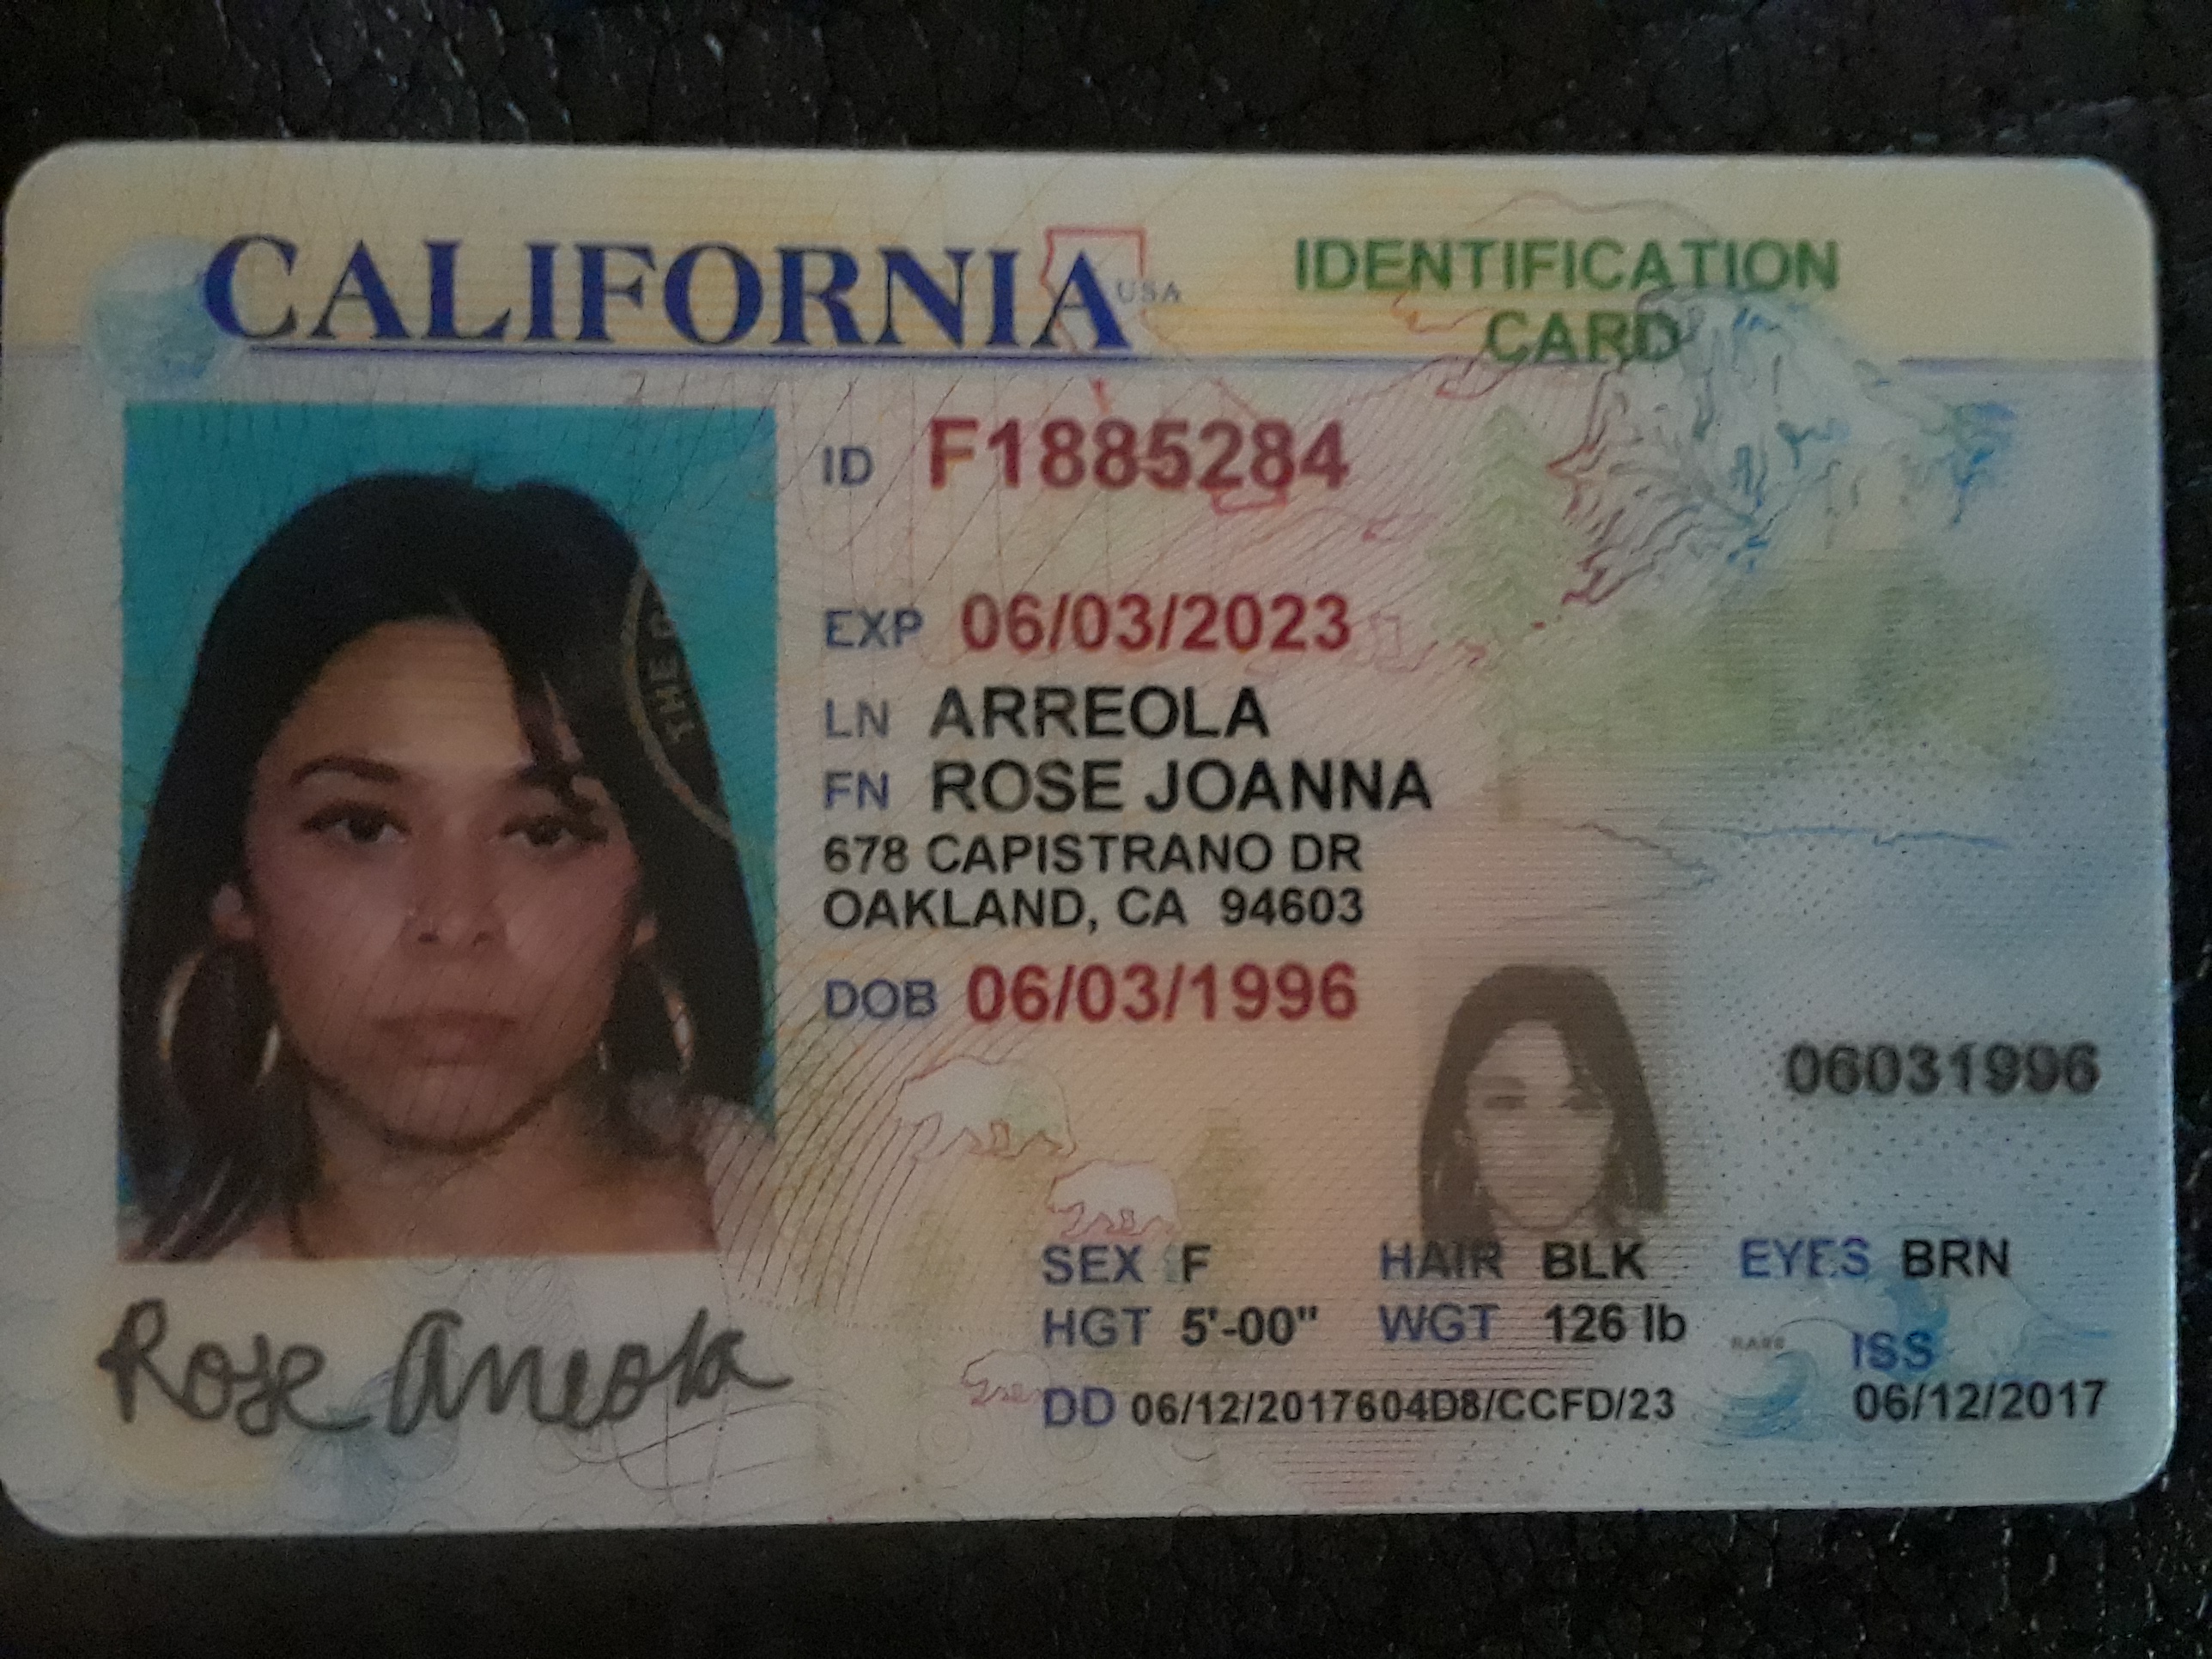 CALIFORNIA USA
IDENTIFICATION
CARD
ID F1885284
EXP 06/03/2023
LN ARREOLA
FN ROSE JOANNA
678 CAPISTRANO DR
OAKLAND, CA 94603
DOB 06/03/1996
THE
06031996
SEX F HAIR BLK EYES BRN
HGT 5'-00" WGT 126 lb
ISS
DD 06/12/2017604D8/CCFD/23 06/12/2017
Rose Arreola